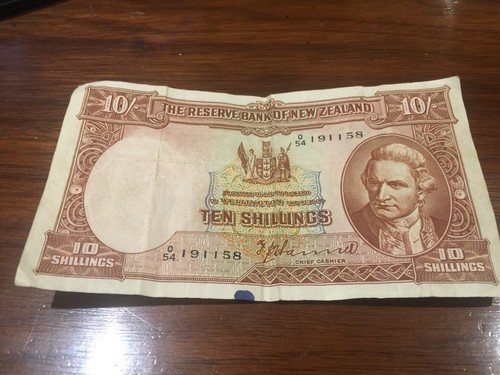 10/-
THE RESERVE BANK OF NEW ZEALAND
10/-
0/54 191158
WELLINGTON
TEN SHILLINGS
0/54 191158
CHIEF CASHIER
10 SHILLINGS
10 SHILLINGS